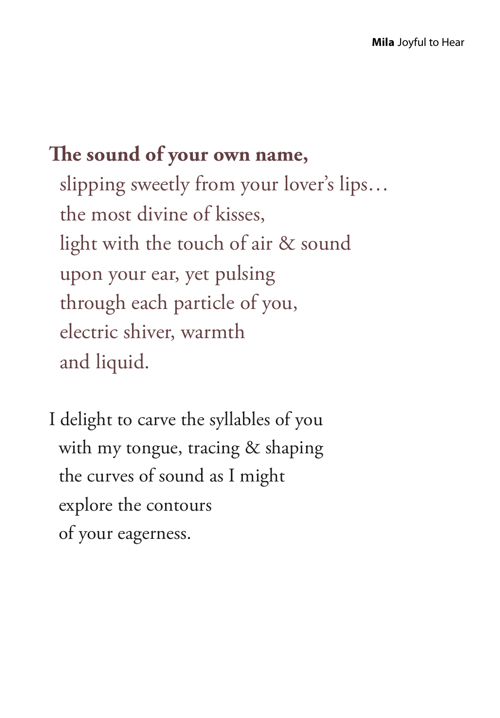 Mila Joyful to Hear
The sound of your own name,
slipping sweetly from your lover’s lips…
the most divine of kisses,
light with the touch of air & sound
upon your ear, yet pulsing
through each particle of you,
electric shiver, warmth
and liquid.
I delight to carve the syllables of you
with my tongue, tracing & shaping
the curves of sound as I might
explore the contours
of your eagerness.